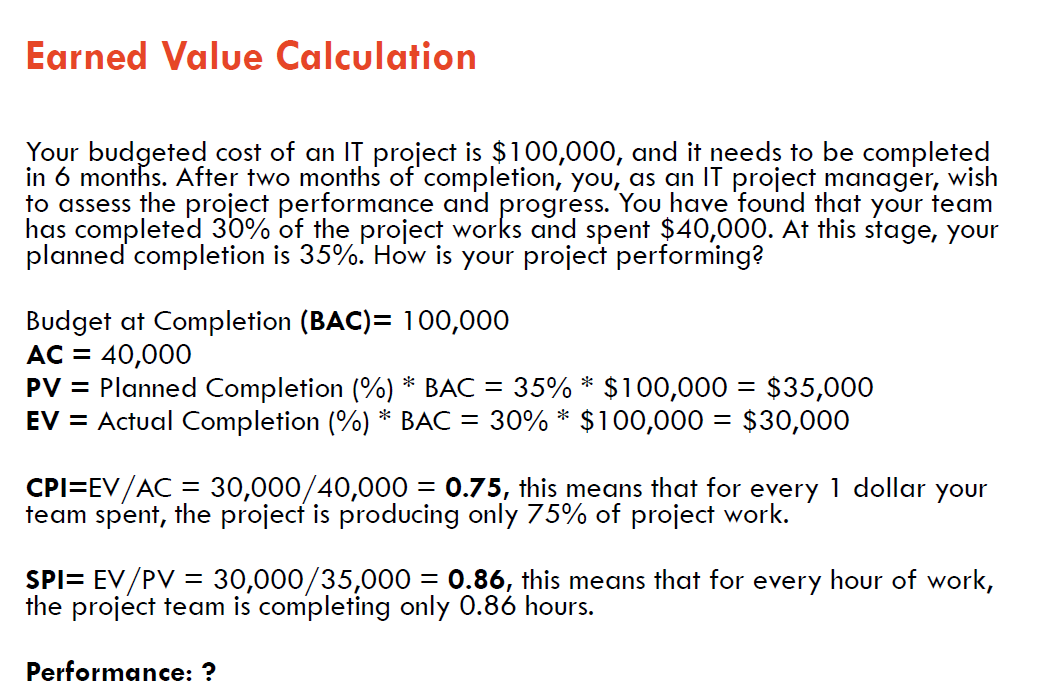 Earned Value Calculation
Your budgeted cost of an IT project is $100,000, and it needs to be completed
in 6 months. After two months of completion, you, as an IT project manager, wish
to assess the project performance and progress. You have found that your team
has completed 30% of the project works and spent $40,000. At this stage, your
planned completion is 35%. How is your project performing?
Budget at Completion (BAC)= 100,000
AC = 40,000
PV = Planned Completion (%) * BAC = 35% * $100,000 = $35,000
EV = Actual Completion (%) * BAC = 30% * $100,000 = $30,000
CPI=EV/AC = 30,000/40,000 = 0.75, this means that for every 1 dollar your
team spent, the project is producing only 75% of project work.
SPI= EV/PV = 30,000/35,000 = 0.86, this means that for every hour of work,
the project team is completing only 0.86 hours.
Performance: ?